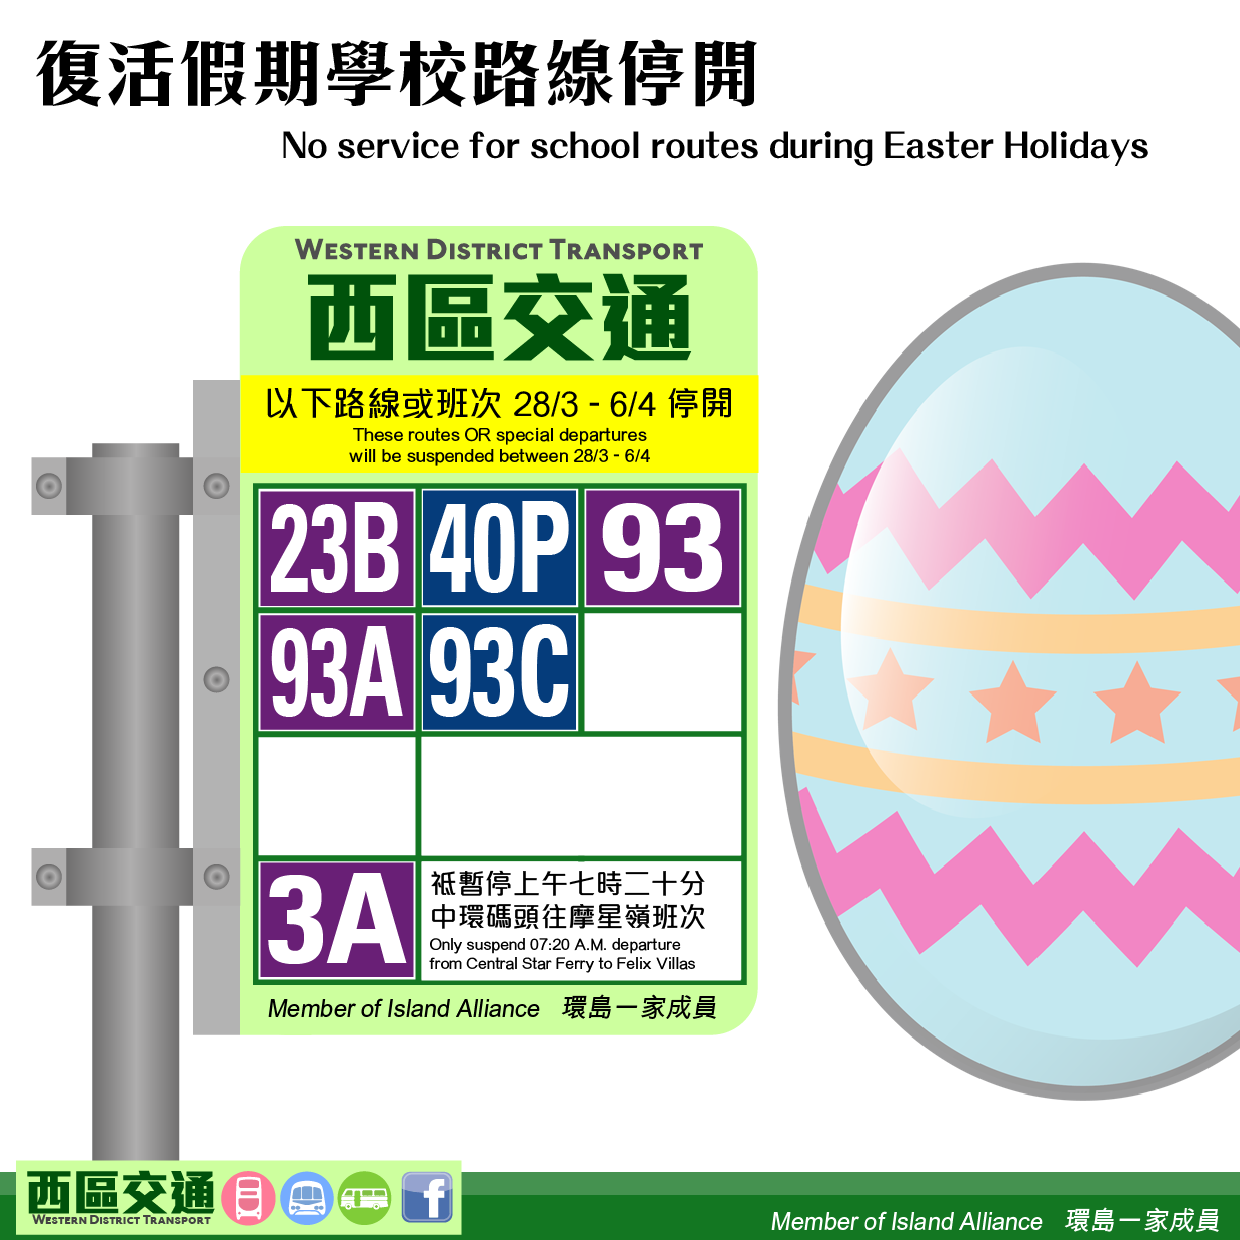 復活假期學校路線停開
No service for school routes during Easter Holidays
WESTERN DISTRICT TRANSPORT
西區交通
以下路線或班次 28/3 - 6/4 停開
These routes OR special departures
will be suspended between 28/3 - 6/4
23B 40P 93
93A 93C
3A
祗暫停上午七時二十分
中環碼頭往摩星嶺班次
Only suspend 07:20 A.M. departure
from Central Star Ferry to Felix Villas
Member of Island Alliance 環島一家成員
西區交通
WESTERN DISTRICT TRANSPORT
f
Member of Island Alliance 環島一家成員